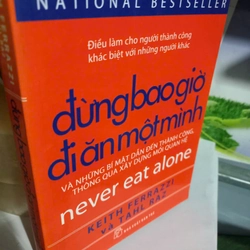 NATIONAL BESTSELLER
Điều làm cho người thành công
khác biệt với những người khác
đừng bao giờ
đi ăn một mình
VÀ NHỮNG BÍ MẬT DẪN ĐẾN THÀNH CÔNG,
THÔNG QUA XÂY DỰNG MỐI QUAN HỆ
never eat alone
KEITH FERRAZZI
VÀ TAHL RAZ